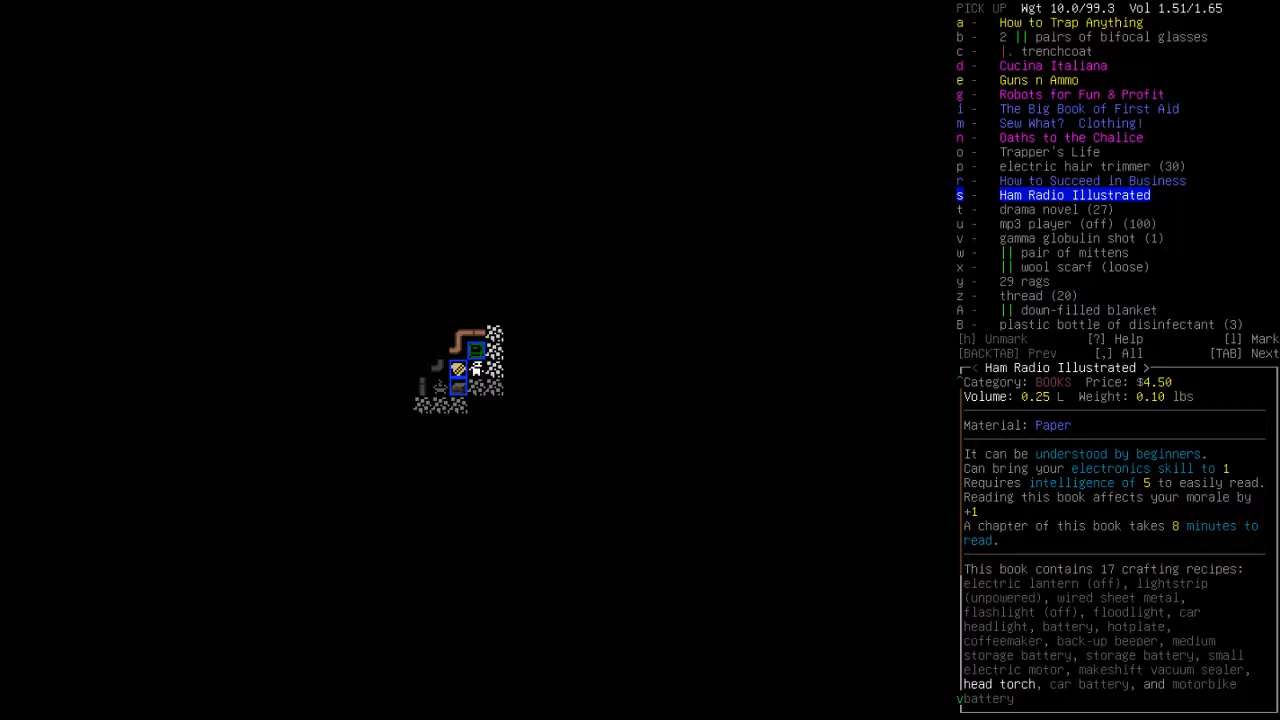 PICK UP Wgt 10.0/99.3 Vol 1.51/1.65
a - How to Trap Anything
b - 2 || pairs of bifocal glasses
c - |. trenchcoat
d - Cucina Italiana
e - Guns n Ammo
g - Robots for Fun & Profit
i - The Big Book of First Aid
m - Sew What? Clothing!
n - Oaths to the Chalice
o - Trapper's Life
p - electric hair trimmer (30)
r - How to Succeed in Business
s - Ham Radio Illustrated
t - drama novel (27)
u - mp3 player (off) (100)
v - gamma globulin shot (1)
w - || pair of mittens
x - || wool scarf (loose)
y - 29 rags
z - thread (20)
A - || down-filled blanket
B - plastic bottle of disinfectant (3)
[h] Unmark [?] Help [l] Mark
[BACKTAB] Prev [,] All [TAB] Next
< Ham Radio Illustrated >
Category: BOOKS Price: $4.50
Volume: 0.25 L Weight: 0.10 lbs
Material: Paper
It can be understood by beginners.
Can bring your electronics skill to 1
Requires intelligence of 5 to easily read.
Reading this book affects your morale by
+1
A chapter of this book takes 8 minutes to
read.
This book contains 17 crafting recipes:
electric lantern (off), lightstrip
(unpowered), wired sheet metal,
flashlight (off), floodlight, car
headlight, battery, hotplate,
coffeemaker, back-up beeper, medium
storage battery, storage battery, small
electric motor, makeshift vacuum sealer,
head torch, car battery, and motorbike
battery